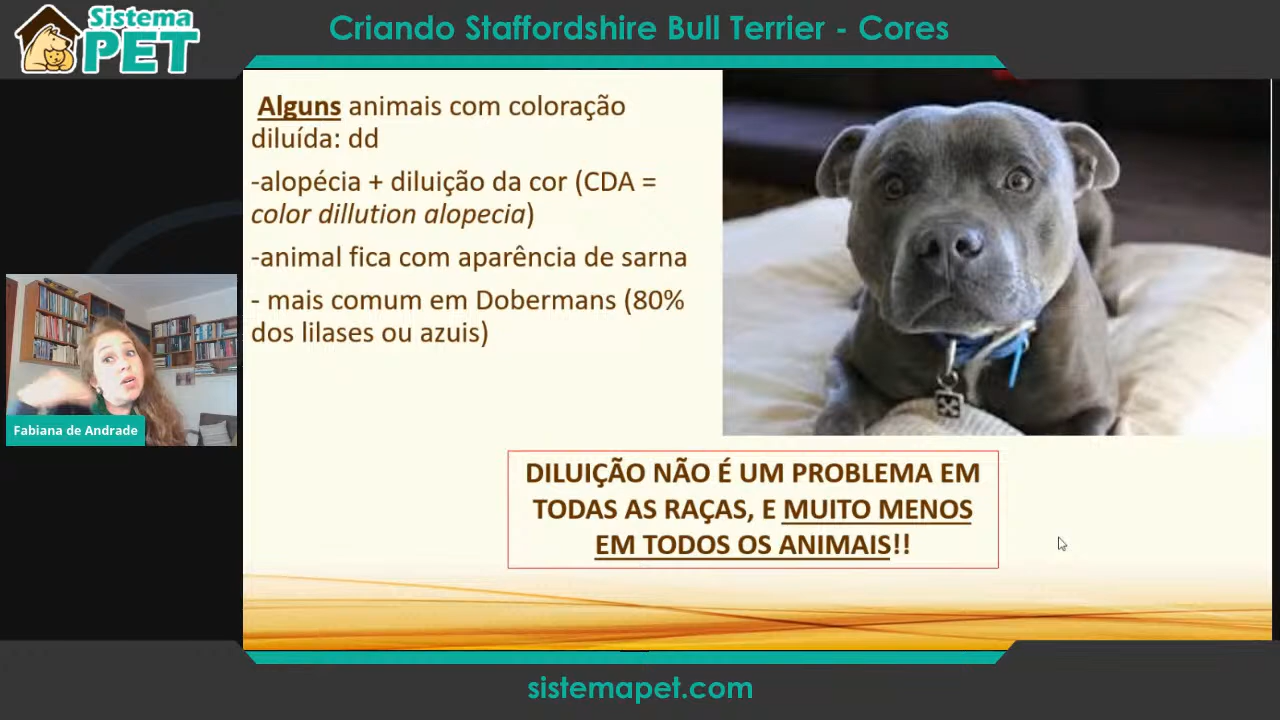 Sistema
PET
Criando Staffordshire Bull Terrier - Cores
Alguns animais com coloração
diluída: dd
-alopécia + diluição da cor (CDA =
color dillution alopecia)
-animal fica com aparência de sarna
- mais comum em Dobermans (80%
dos lilases ou azuis)
Fabiana de Andrade
DILUIÇÃO NÃO É UM PROBLEMA EM
TODAS AS RAÇAS, E MUITO MENOS
EM TODOS OS ANIMAIS!!
sistemapet.com